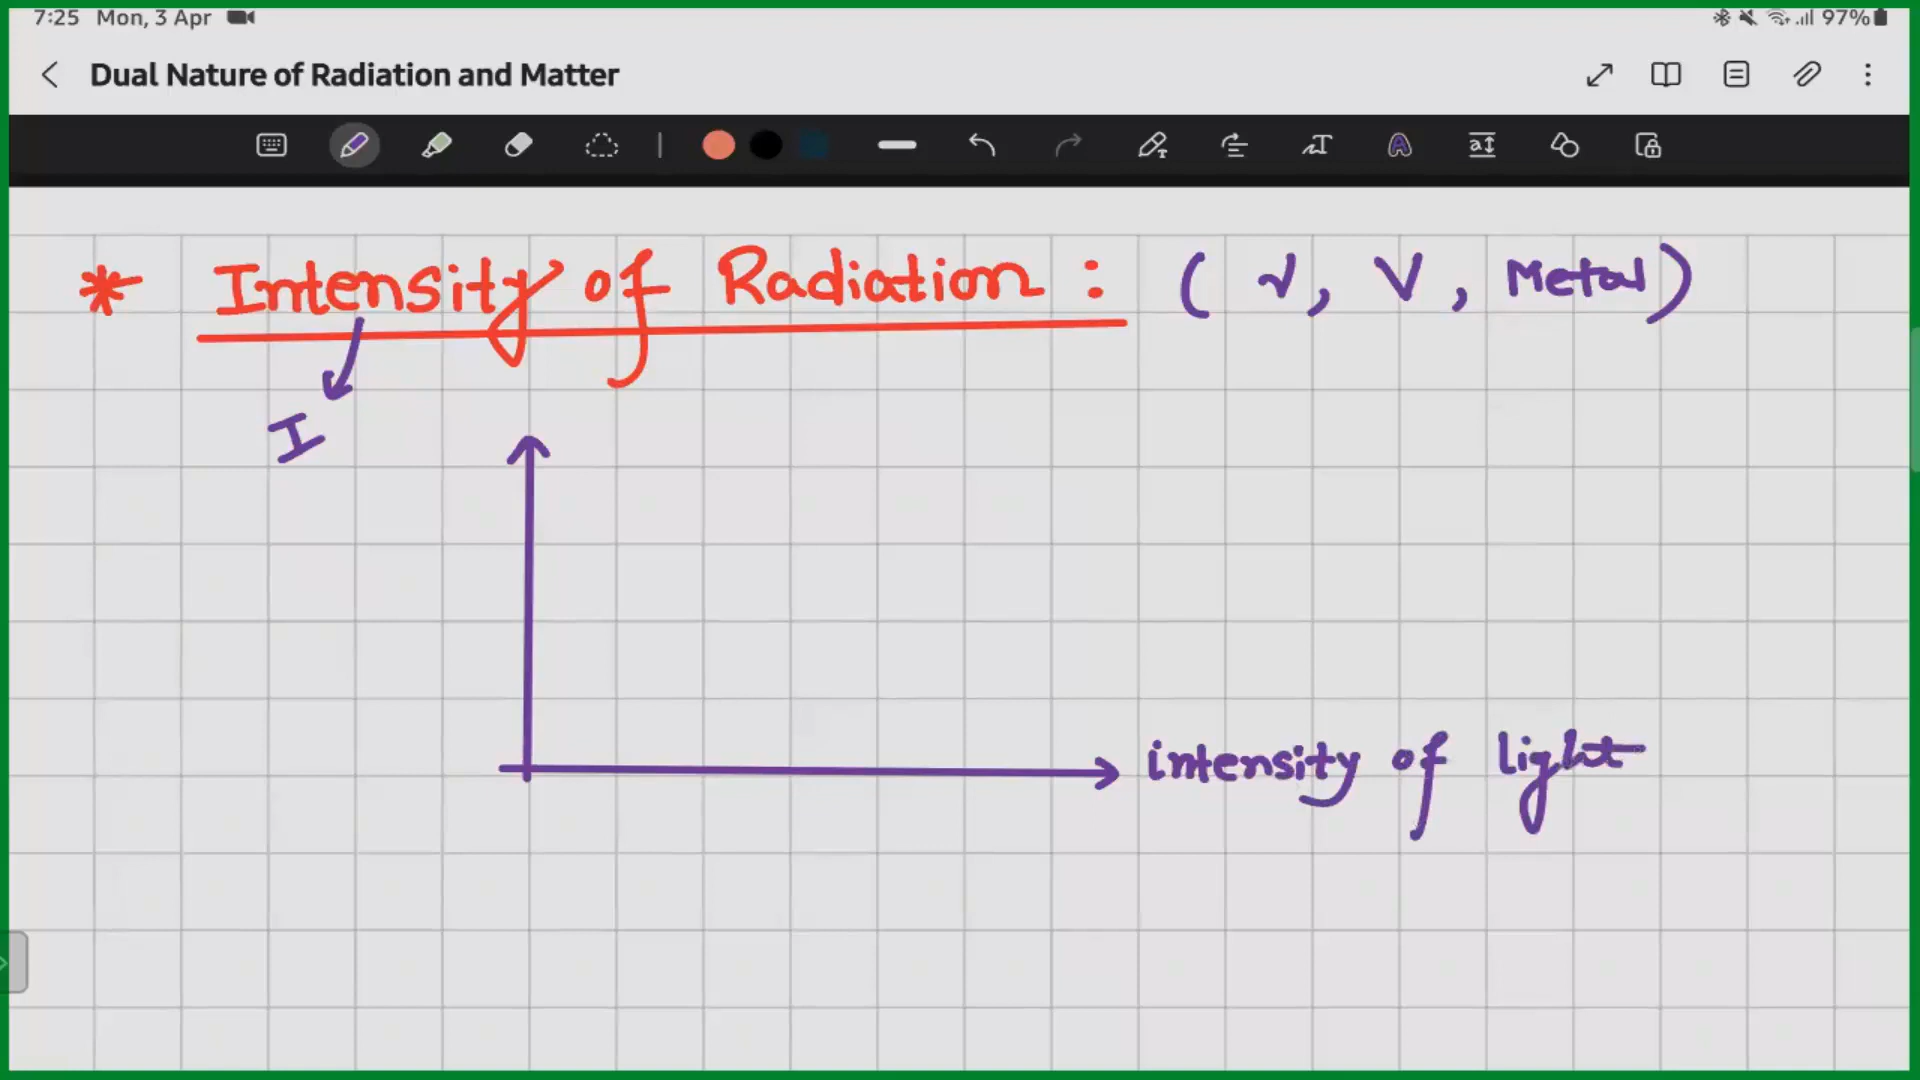 7:25 Mon, 3 Apr 97%
Dual Nature of Radiation and Matter
* Intensity of Radiation : ( ν, V, Metal)
I
intensity of light